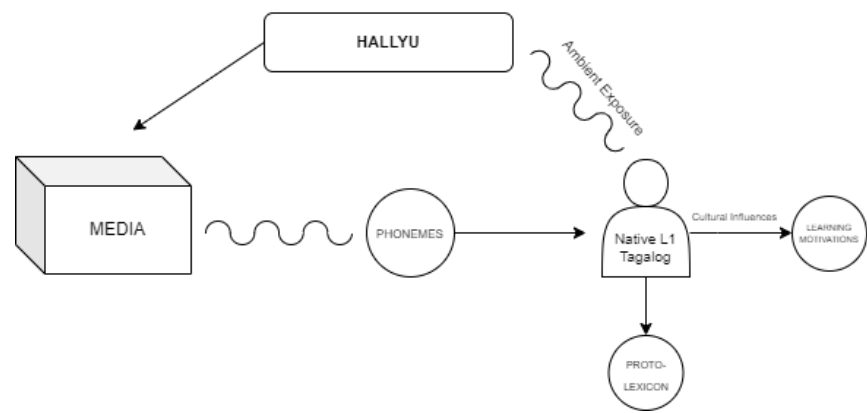 HALLYU
Ambient Exposure
MEDIA
PHONEMES
Native L1
Tagalog
Cultural Influences
LEARNING
MOTIVATIONS
PROTO-
LEXICON